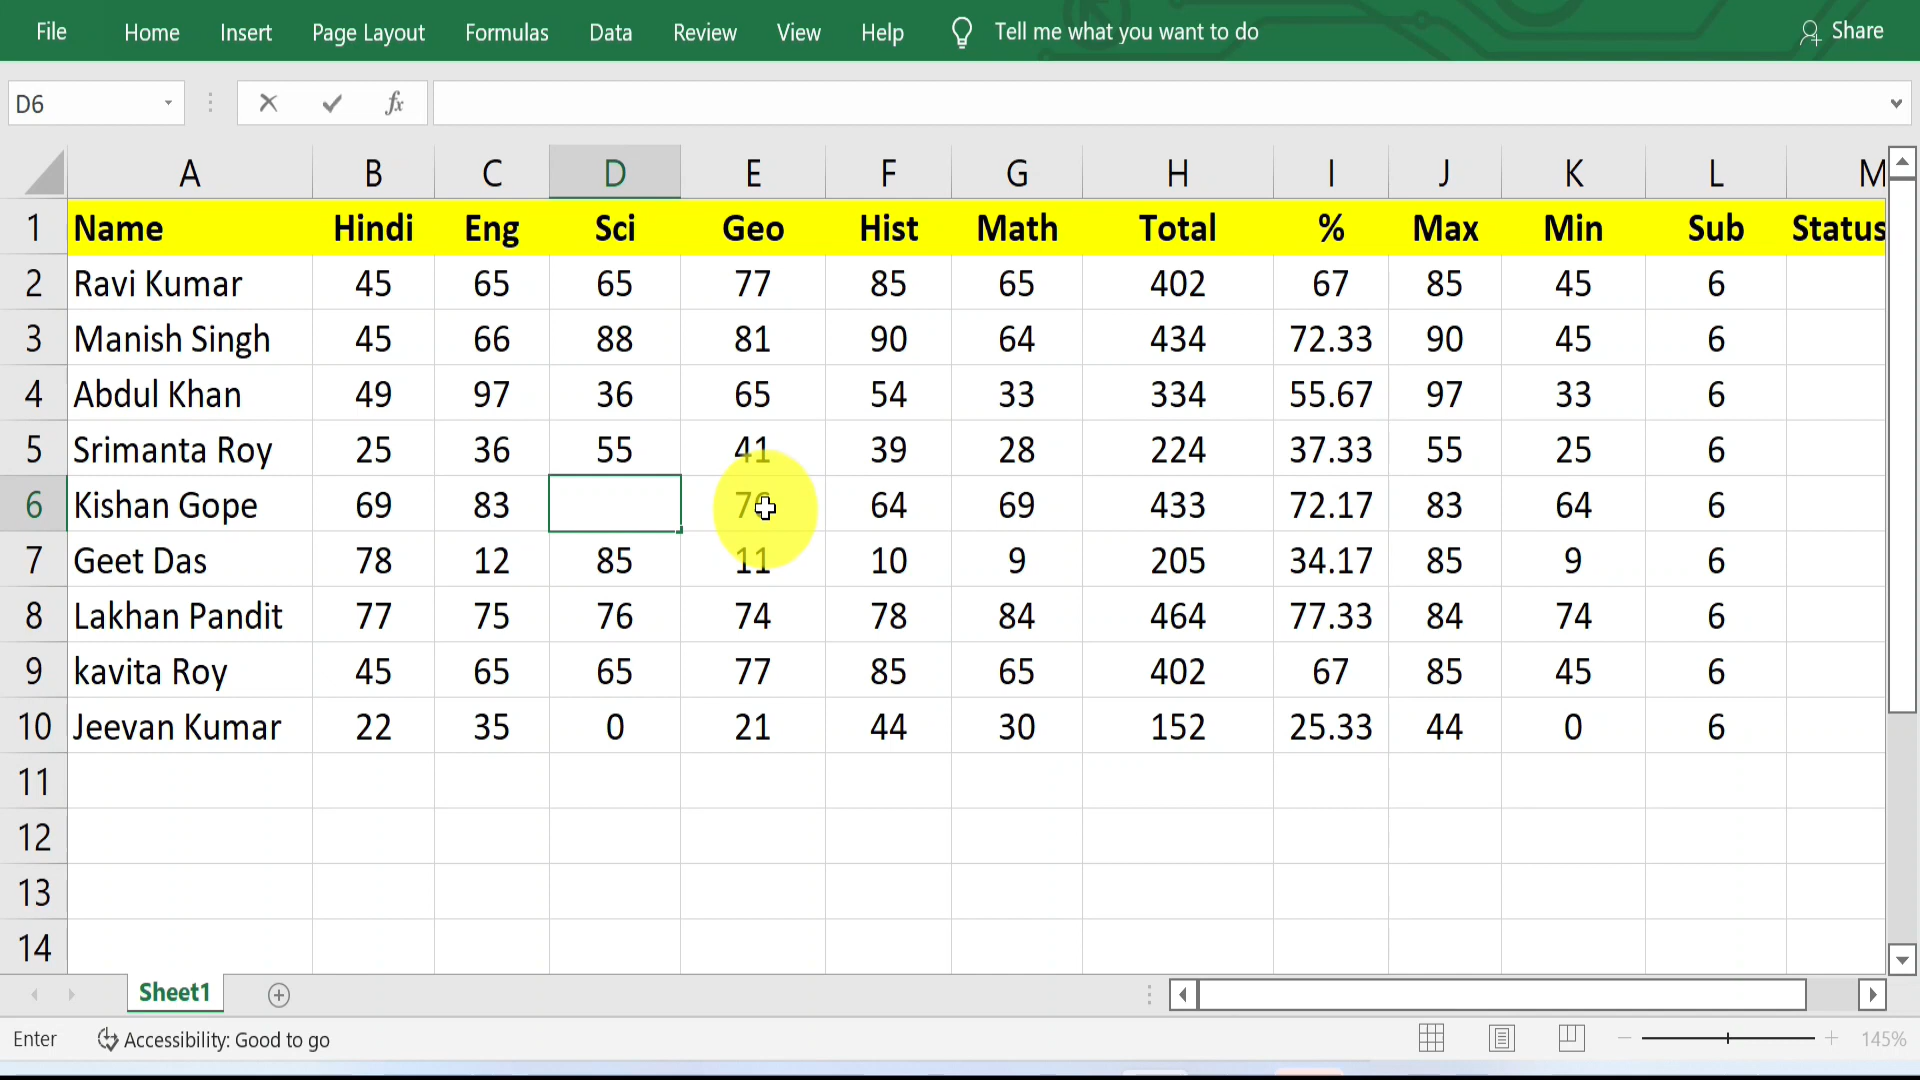 File Home Insert Page Layout Formulas Data Review View Help Tell me what you want to do Share
D6 fx
A B C D E F G H I J K L M
1 Name Hindi Eng Sci Geo Hist Math Total % Max Min Sub Status
2 Ravi Kumar 45 65 65 77 85 65 402 67 85 45 6
3 Manish Singh 45 66 88 81 90 64 434 72.33 90 45 6
4 Abdul Khan 49 97 36 65 54 33 334 55.67 97 33 6
5 Srimanta Roy 25 36 55 41 39 28 224 37.33 55 25 6
6 Kishan Gope 69 83 64 69 433 72.17 83 64 6
7 Geet Das 78 12 85 11 10 9 205 34.17 85 9 6
8 Lakhan Pandit 77 75 76 74 78 84 464 77.33 84 74 6
9 kavita Roy 45 65 65 77 85 65 402 67 85 45 6
10 Jeevan Kumar 22 35 0 21 44 30 152 25.33 44 0 6
11
12
13
14
Sheet1
Enter Accessibility: Good to go 145%